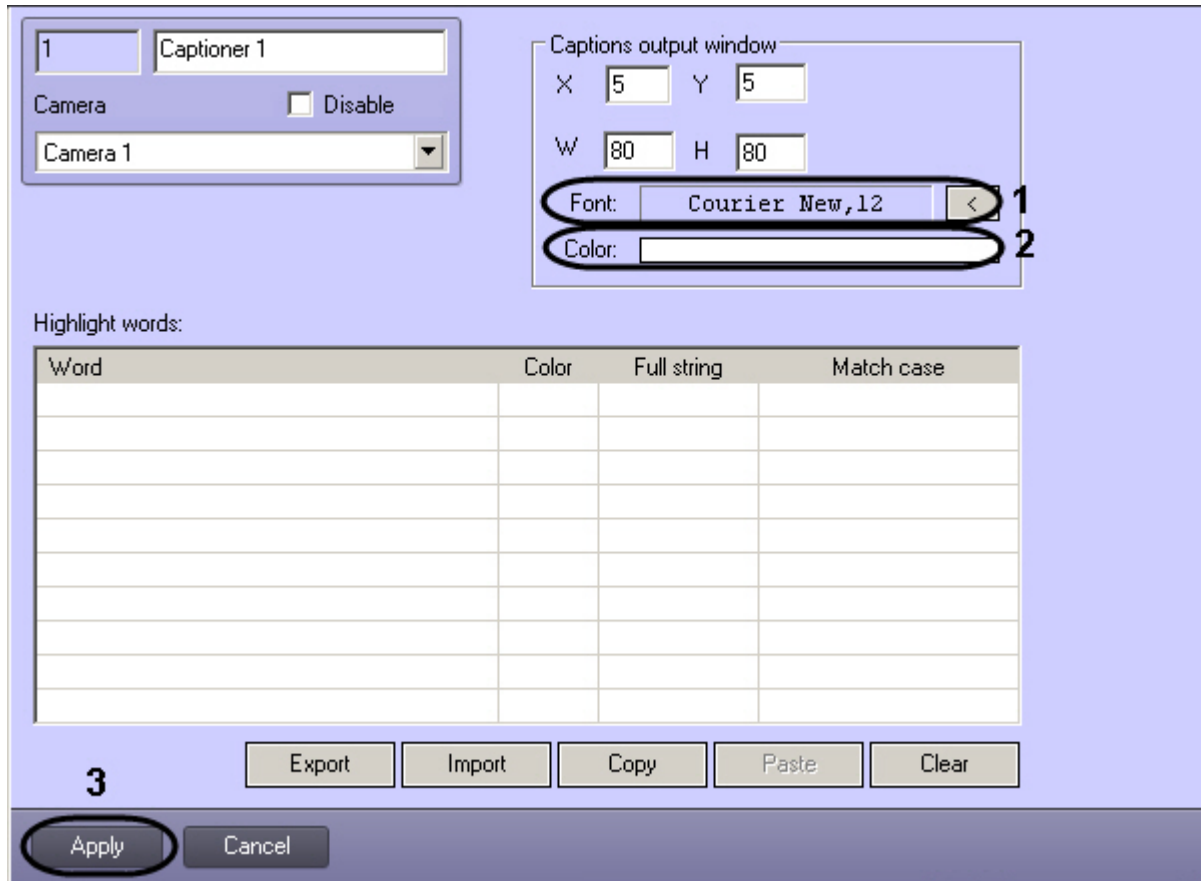 1 Captioner 1
Camera Disable
Camera 1
Captions output window
X 5 Y 5
W 80 H 80
Font: Courier New,12 < 1
Color: 2
Highlight words:
Word Color Full string Match case
Export Import Copy Paste Clear
3
Apply Cancel